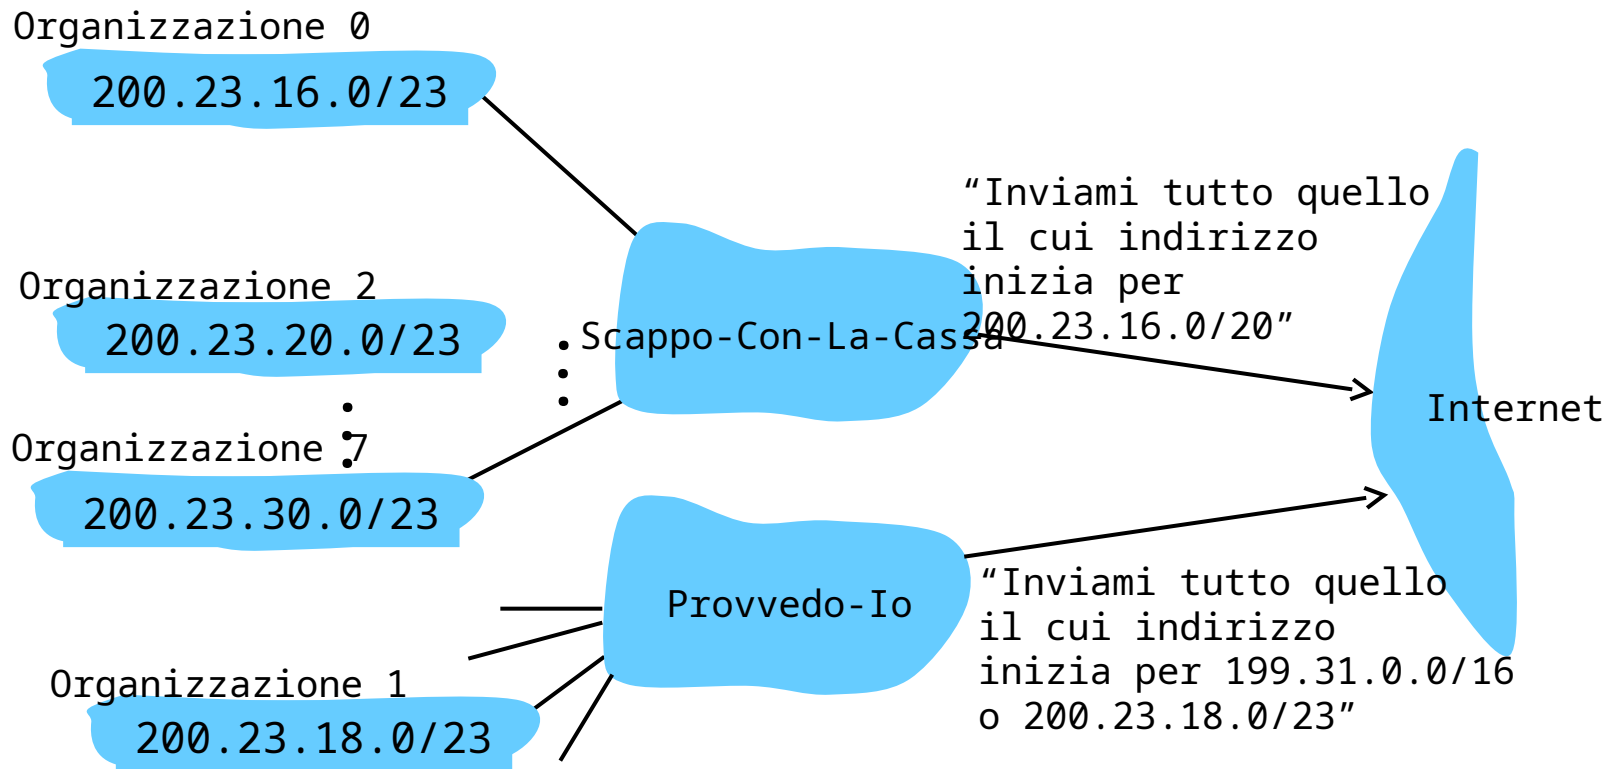 Organizzazione 0
200.23.16.0/23
Organizzazione 2
200.23.20.0/23
Organizzazione 7
200.23.30.0/23
Scappo-Con-La-Cassa
“Inviami tutto quello
il cui indirizzo
inizia per
200.23.16.0/20”
Internet
Provvedo-Io
“Inviami tutto quello
il cui indirizzo
inizia per 199.31.0.0/16
o 200.23.18.0/23”
Organizzazione 1
200.23.18.0/23